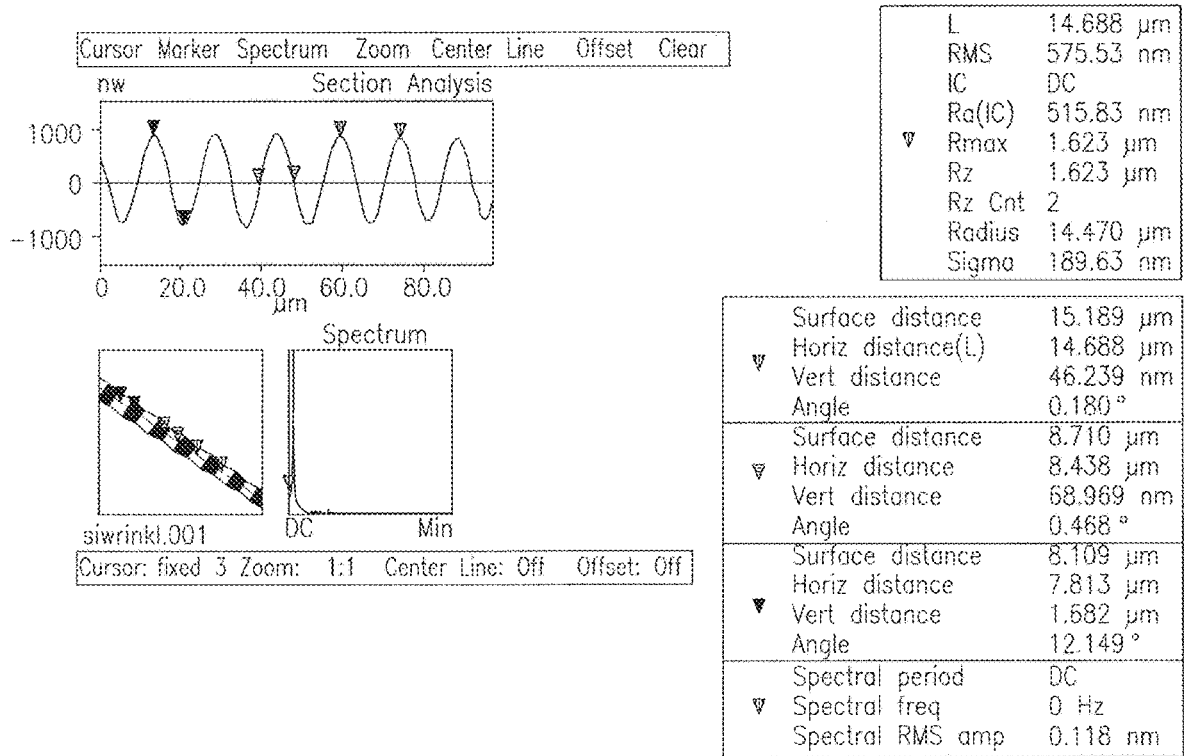 Cursor Marker Spectrum Zoom Center Line Offset Clear
nw Section Analysis
1000
0
-1000
0 20.0 40.0 60.0 80.0
µm
Spectrum
DC Min
siwrinkl.001
Cursor: fixed 3 Zoom: 1:1 Center Line: Off Offset: Off
L 14.688 µm
RMS 575.53 nm
IC DC
Ra(IC) 515.83 nm
Rmax 1.623 µm
Rz 1.623 µm
Rz Cnt 2
Radius 14.470 µm
Sigma 189.63 nm
Surface distance 15.189 µm
Horiz distance(L) 14.688 µm
Vert distance 46.239 nm
Angle 0.180 °
Surface distance 8.710 µm
Horiz distance 8.438 µm
Vert distance 68.969 nm
Angle 0.468 °
Surface distance 8.109 µm
Horiz distance 7.813 µm
Vert distance 1.682 µm
Angle 12.149 °
Spectral period DC
Spectral freq 0 Hz
Spectral RMS amp 0.118 nm